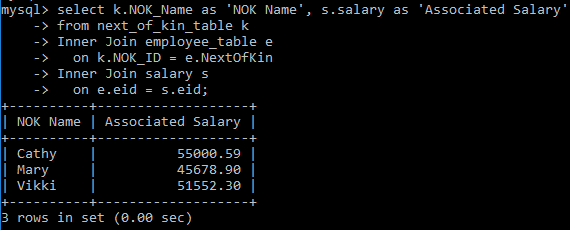 mysql> select k.NOK_Name as 'NOK Name', s.salary as 'Associated Salary'
    -> from next_of_kin_table k
    -> Inner Join employee_table e
    ->   on k.NOK_ID = e.NextOfKin
    -> Inner Join salary s
    ->   on e.eid = s.eid;
+----------+-------------------+
| NOK Name | Associated Salary |
+----------+-------------------+
| Cathy    |          55000.59 |
| Mary     |          45678.90 |
| Vikki    |          51552.30 |
+----------+-------------------+
3 rows in set (0.00 sec)